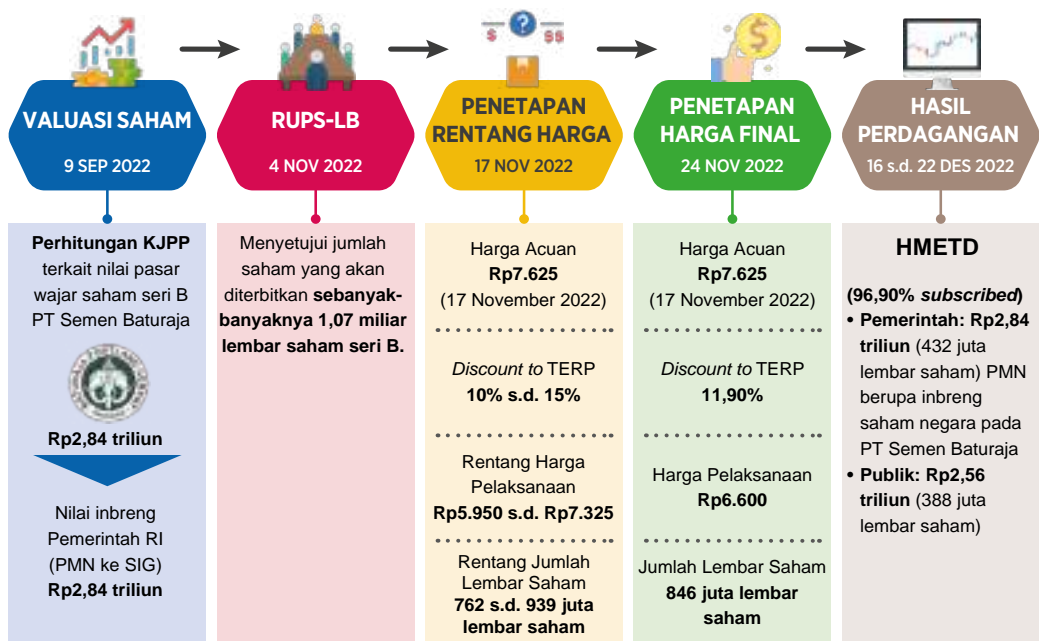 $ ? $$
$
VALUASI SAHAM
9 SEP 2022
RUPS-LB
4 NOV 2022
PENETAPAN
RENTANG HARGA
17 NOV 2022
PENETAPAN
HARGA FINAL
24 NOV 2022
HASIL
PERDAGANGAN
16 s.d. 22 DES 2022
Perhitungan KJPP
terkait nilai pasar
wajar saham seri B
PT Semen Baturaja
Rp2,84 triliun
Nilai inbreng
Pemerintah RI
(PMN ke SIG)
Rp2,84 triliun
Menyetujui jumlah
saham yang akan
diterbitkan sebanyak-
banyaknya 1,07 miliar
lembar saham seri B.
Harga Acuan
Rp7.625
(17 November 2022)
Discount to TERP
10% s.d. 15%
Rentang Harga
Pelaksanaan
Rp5.950 s.d. Rp7.325
Rentang Jumlah
Lembar Saham
762 s.d. 939 juta
lembar saham
Harga Acuan
Rp7.625
(17 November 2022)
Discount to TERP
11,90%
Harga Pelaksanaan
Rp6.600
Jumlah Lembar Saham
846 juta lembar
saham
HMETD
(96,90% subscribed)
• Pemerintah: Rp2,84
triliun (432 juta
lembar saham) PMN
berupa inbreng
saham negara pada
PT Semen Baturaja
• Publik: Rp2,56
triliun (388 juta
lembar saham)